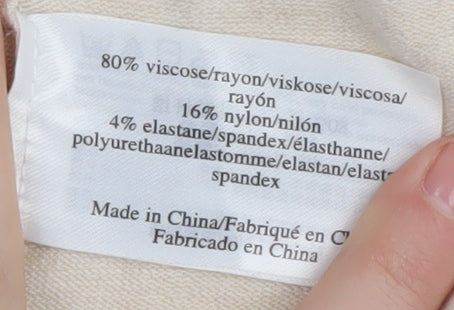 80% viscose/rayon/viskose/viscosa/
rayón
16% nylon/nilón
4% elastane/spandex/élasthanne/
polyurethaanelastomme/elastan/
spandex
Made in China/Fabriqué en
Fabricado en China